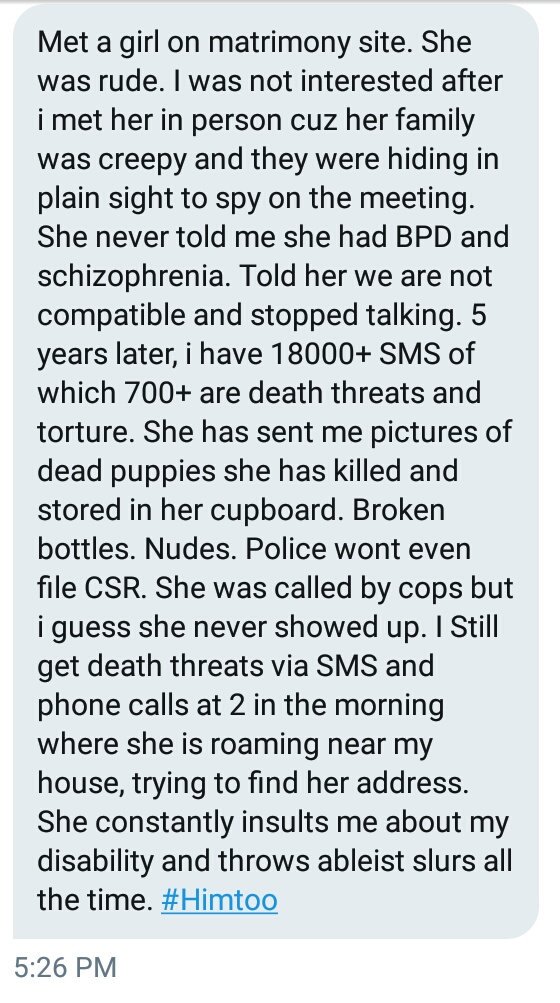 Met a girl on matrimony site. She
was rude. I was not interested after
i met her in person cuz her family
was creepy and they were hiding in
plain sight to spy on the meeting.
She never told me she had BPD and
schizophrenia. Told her we are not
compatible and stopped talking. 5
years later, i have 18000+ SMS of
which 700+ are death threats and
torture. She has sent me pictures of
dead puppies she has killed and
stored in her cupboard. Broken
bottles. Nudes. Police wont even
file CSR. She was called by cops but
i guess she never showed up. I Still
get death threats via SMS and
phone calls at 2 in the morning
where she is roaming near my
house, trying to find her address.
She constantly insults me about my
disability and throws ableist slurs all
the time. #Himtoo
5:26 PM